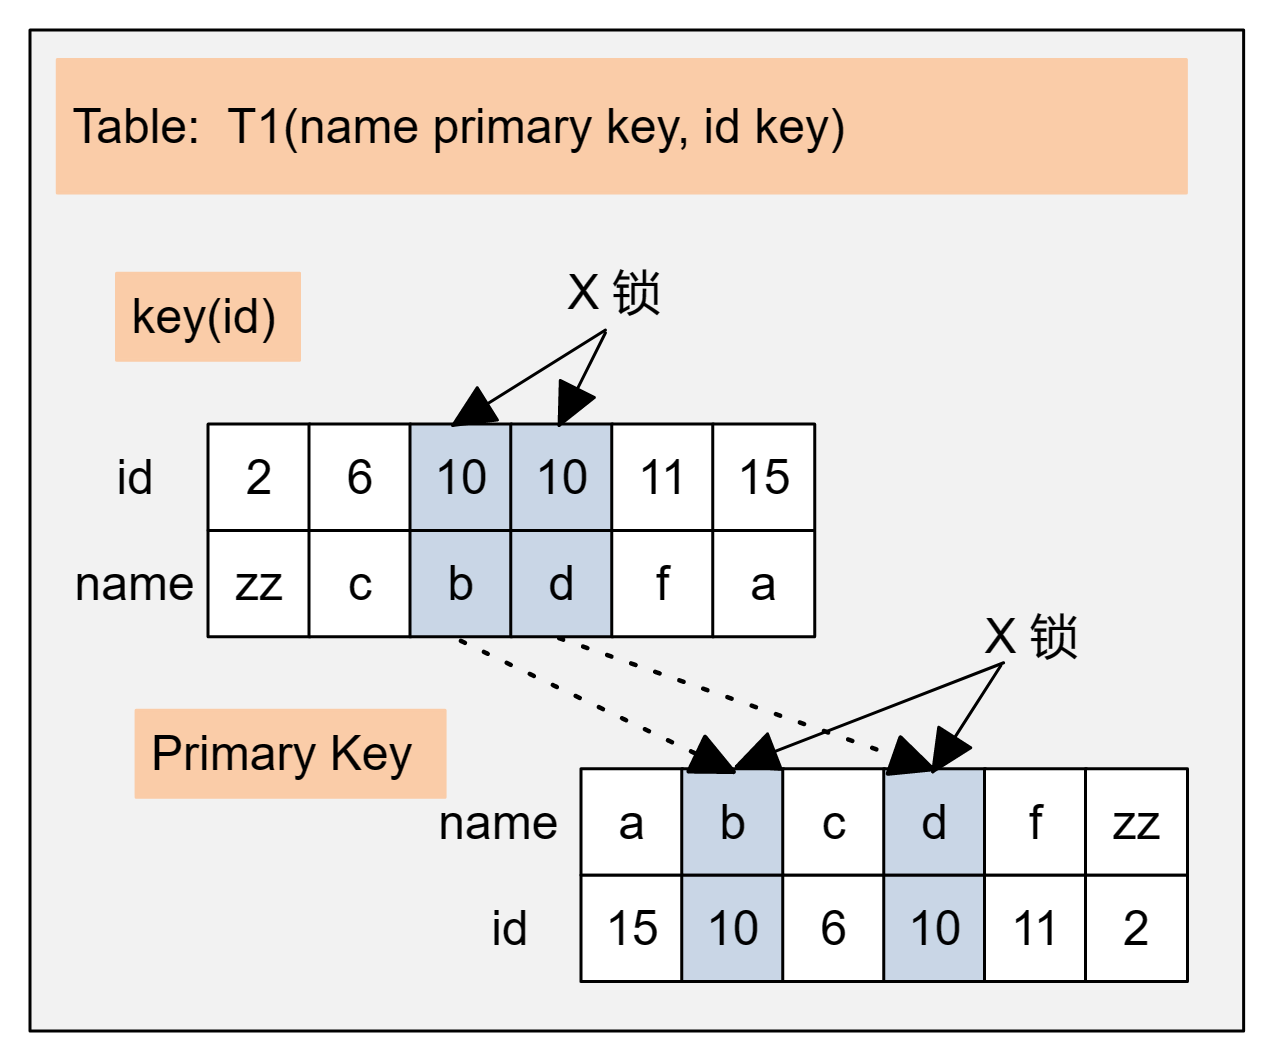 Table:  T1(name primary key, id key)
key(id)
X 锁
id 2 6 10 10 11 15
name zz c b d f a
X 锁
Primary Key
name a b c d f zz
id 15 10 6 10 11 2